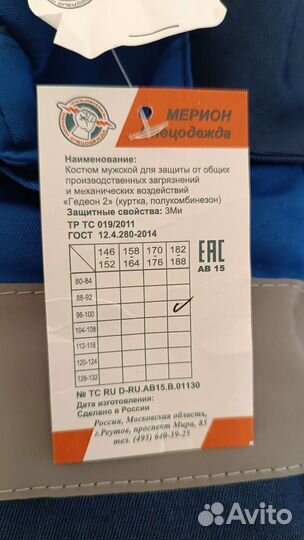 МЕРИОН
спецодежда
Наименование:
Костюм мужской для защиты от общих
производственных загрязнений
и механических воздействий
«Гедеон 2» (куртка, полукомбинезон)
Защитные свойства: ЗМи
ТР ТС 019/2011
ГОСТ 12.4.280-2014
146 158 170 182
152 164 176 188
80-84
88-92
96-100
104-108
112-116
120-124
128-132
ЕАС
АВ 15
№ ТС RU D-RU.АВ15.В.01130
Дата изготовления:
Сделано в России
Россия, Московская область,
г.Реутов, проспект Мира, 85
тел. (495) 640-39-25
Avito